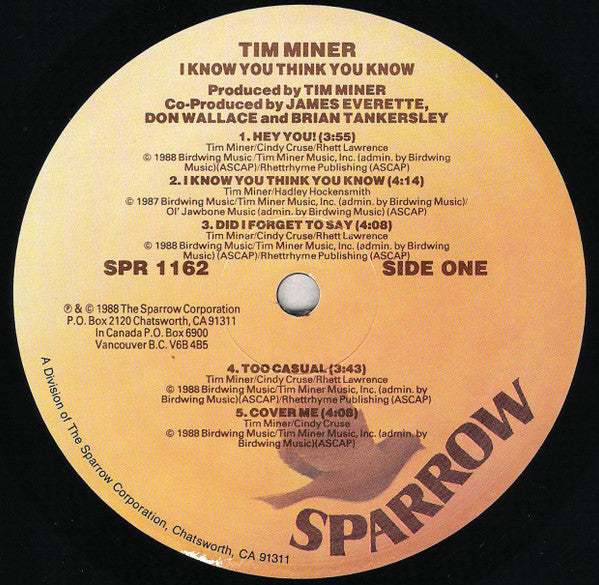 TIM MINER
I KNOW YOU THINK YOU KNOW
Produced by TIM MINER
Co-Produced by JAMES EVERETTE,
DON WALLACE and BRIAN TANKERSLEY
1. HEY YOU! (3:55)
Tim Miner/Cindy Cruse/Rhett Lawrence
© 1988 Birdwing Music/Tim Miner Music, Inc. (admin. by Birdwing
Music)(ASCAP)/Rhettrhyme Publishing (ASCAP)
2. I KNOW YOU THINK YOU KNOW (4:14)
Tim Miner/Hadley Hockensmith
© 1987 Birdwing Music/Tim Miner Music, Inc. (admin. by Birdwing Music)/
Ol' Jawbone Music (admin. by Birdwing Music) (ASCAP)
3. DID I FORGET TO SAY (4:08)
Tim Miner/Cindy Cruse/Rhett Lawrence
© 1988 Birdwing Music/Tim Miner Music, Inc. (admin. by Birdwing
Music)(ASCAP)/Rhettrhyme Publishing (ASCAP)
SPR 1162 SIDE ONE
℗ & © 1988 The Sparrow Corporation
P.O. Box 2120 Chatsworth, CA 91311
In Canada P.O. Box 6900
Vancouver B.C. V6B 4B5
4. TOO CASUAL (3:43)
Tim Miner/Cindy Cruse/Rhett Lawrence
© 1988 Birdwing Music/Tim Miner Music, Inc. (admin. by
Birdwing Music)(ASCAP)/Rhettrhyme Publishing (ASCAP)
5. COVER ME (4:06)
Tim Miner/Cindy Cruse
© 1988 Birdwing Music/Tim Miner Music, Inc. (admin. by
Birdwing Music)(ASCAP)
SPARROW
A Division of The Sparrow Corporation, Chatsworth, CA 91311